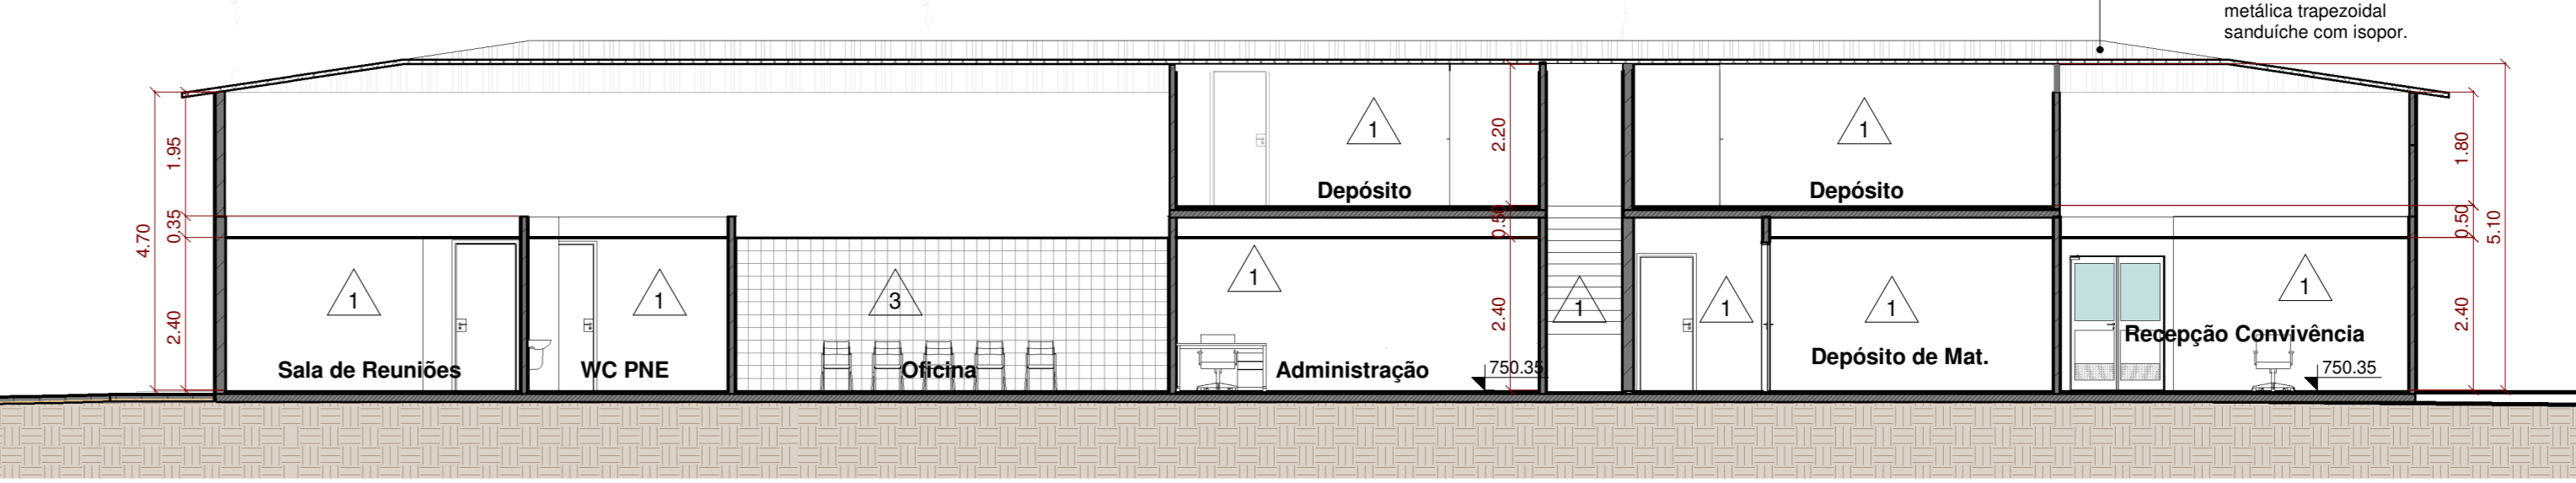 metálica trapezoidal
sanduíche com isopor.
1.95
0.35
4.70
2.40
1
Sala de Reuniões
1
WC PNE
3
Oficina
1
Depósito
2.20
0.50
1
Administração
2.40
750.35
1
1
Depósito
1
1
Depósito de Mat.
1
Recepção Convivência
750.35
1.80
0.50
5.10
2.40